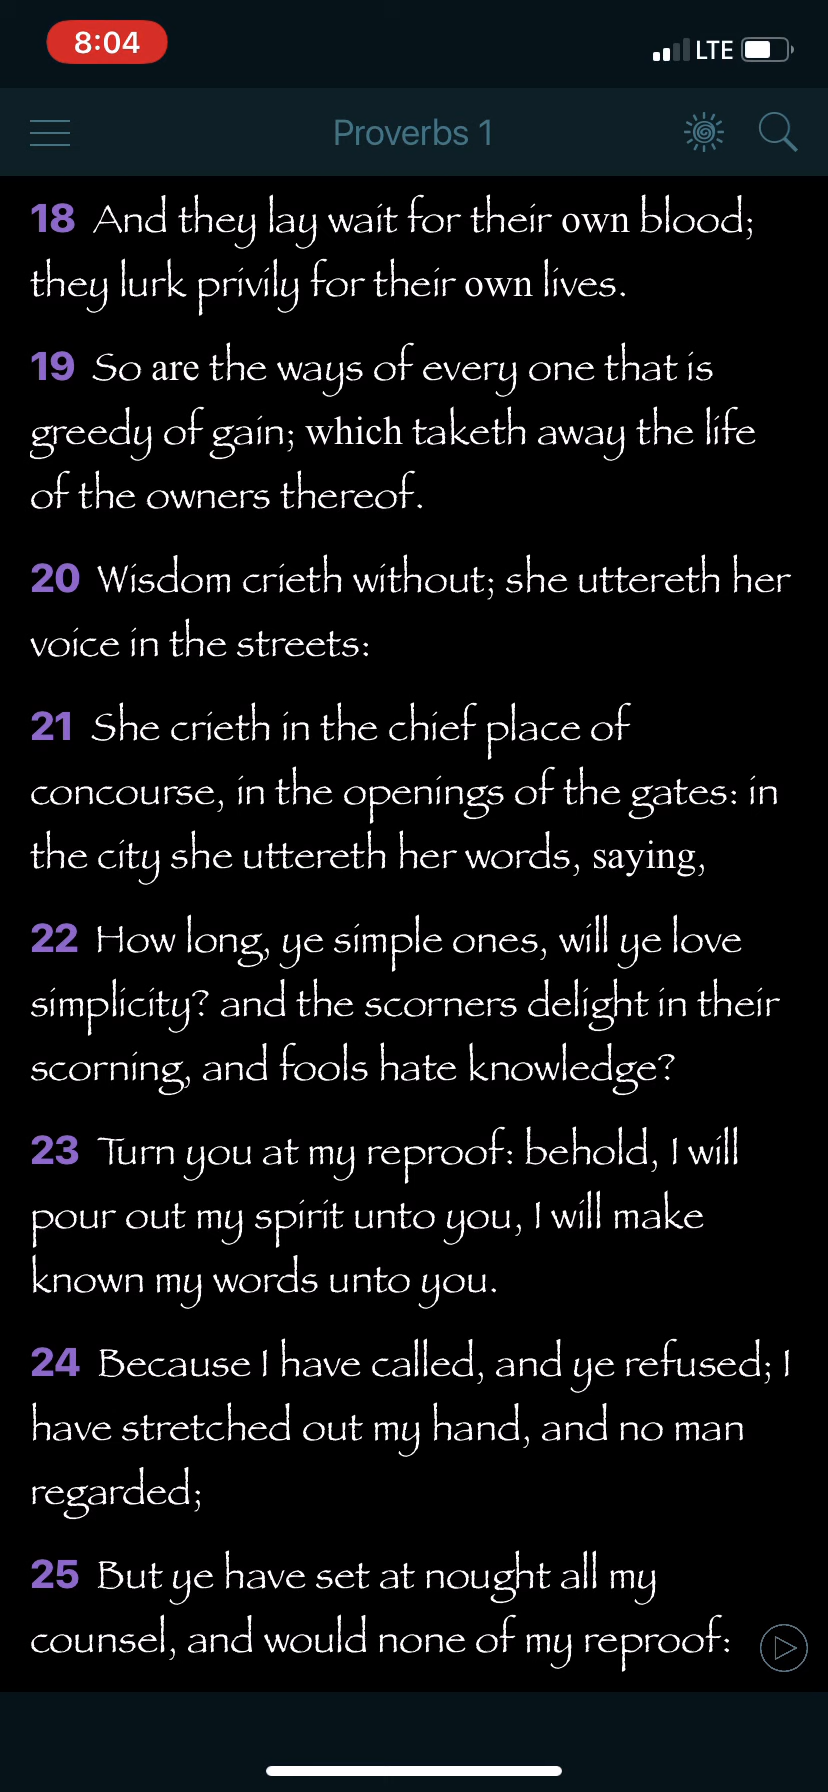 8:04
LTE
Proverbs 1
18 And they lay wait for their own blood;
they lurk privily for their own lives.
19 So are the ways of every one that is
greedy of gain; which taketh away the life
of the owners thereof.
20 Wisdom crieth without; she uttereth her
voice in the streets:
21 She crieth in the chief place of
concourse, in the openings of the gates: in
the city she uttereth her words, saying,
22 How long, ye simple ones, will ye love
simplicity? and the scorners delight in their
scorning, and fools hate knowledge?
23 Turn you at my reproof: behold, I will
pour out my spirit unto you, I will make
known my words unto you.
24 Because I have called, and ye refused; I
have stretched out my hand, and no man
regarded;
25 But ye have set at nought all my
counsel, and would none of my reproof: